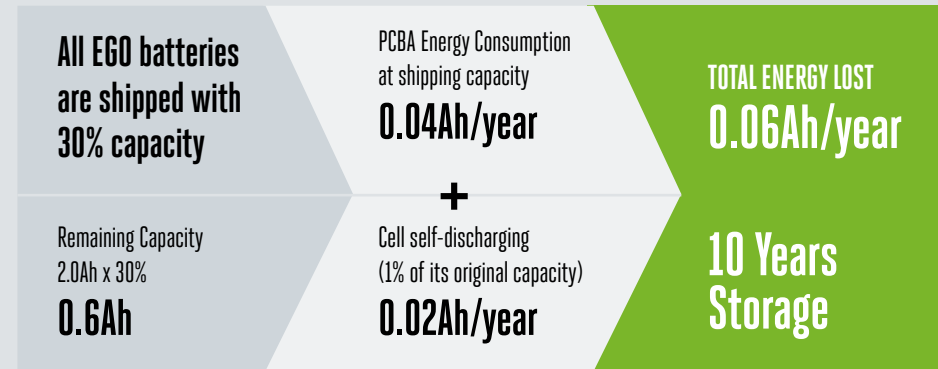 All EGO batteries
are shipped with
30% capacity
Remaining Capacity
2.0Ah x 30%
0.6Ah
PCBA Energy Consumption
at shipping capacity
0.04Ah/year
+
Cell self-discharging
(1% of its original capacity)
0.02Ah/year
TOTAL ENERGY LOST
0.06Ah/year
10 Years
Storage